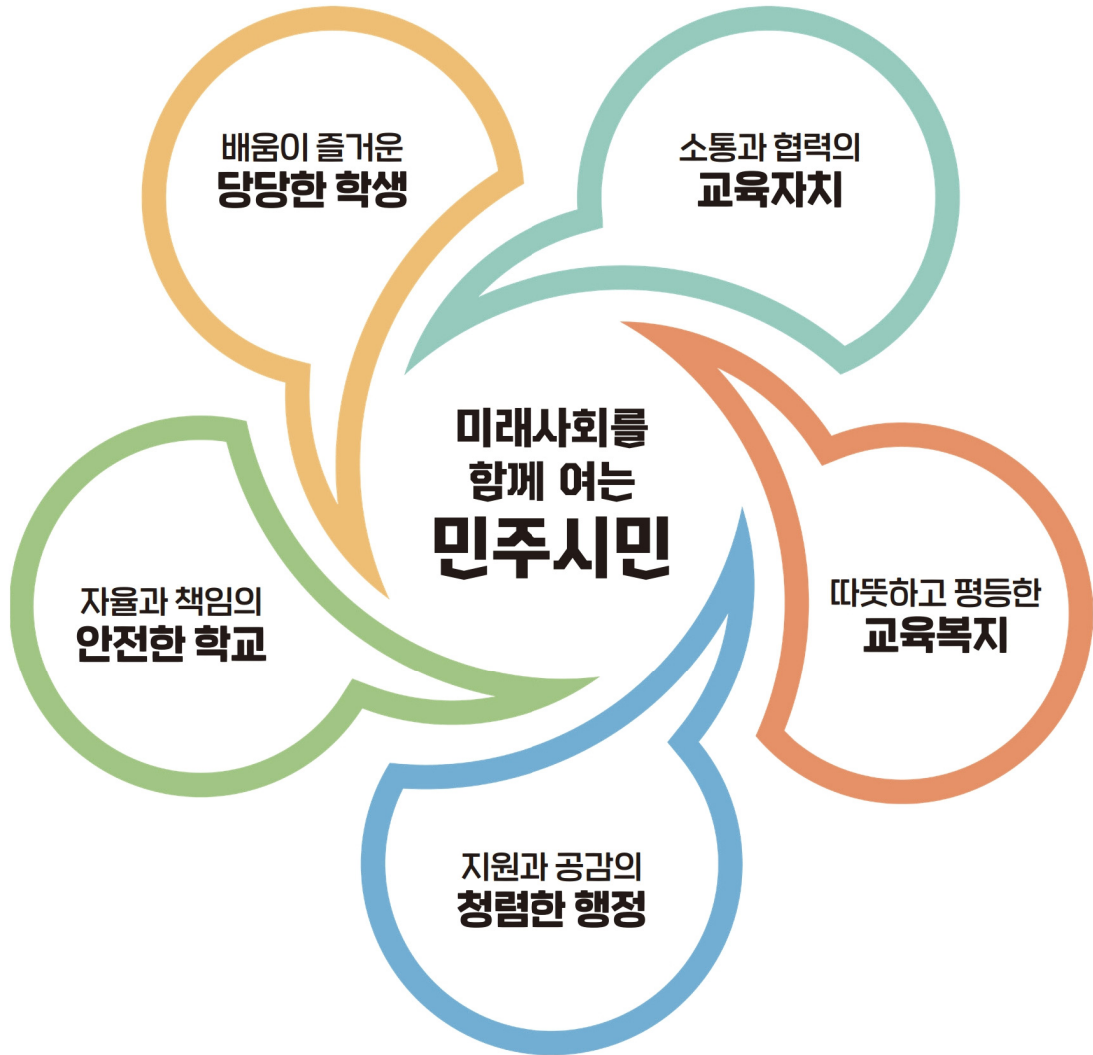 배움이 즐거운
당당한 학생
소통과 협력의
교육자치
미래사회를
함께 여는
민주시민
자율과 책임의
안전한 학교
따뜻하고 평등한
교육복지
지원과 공감의
청렴한 행정